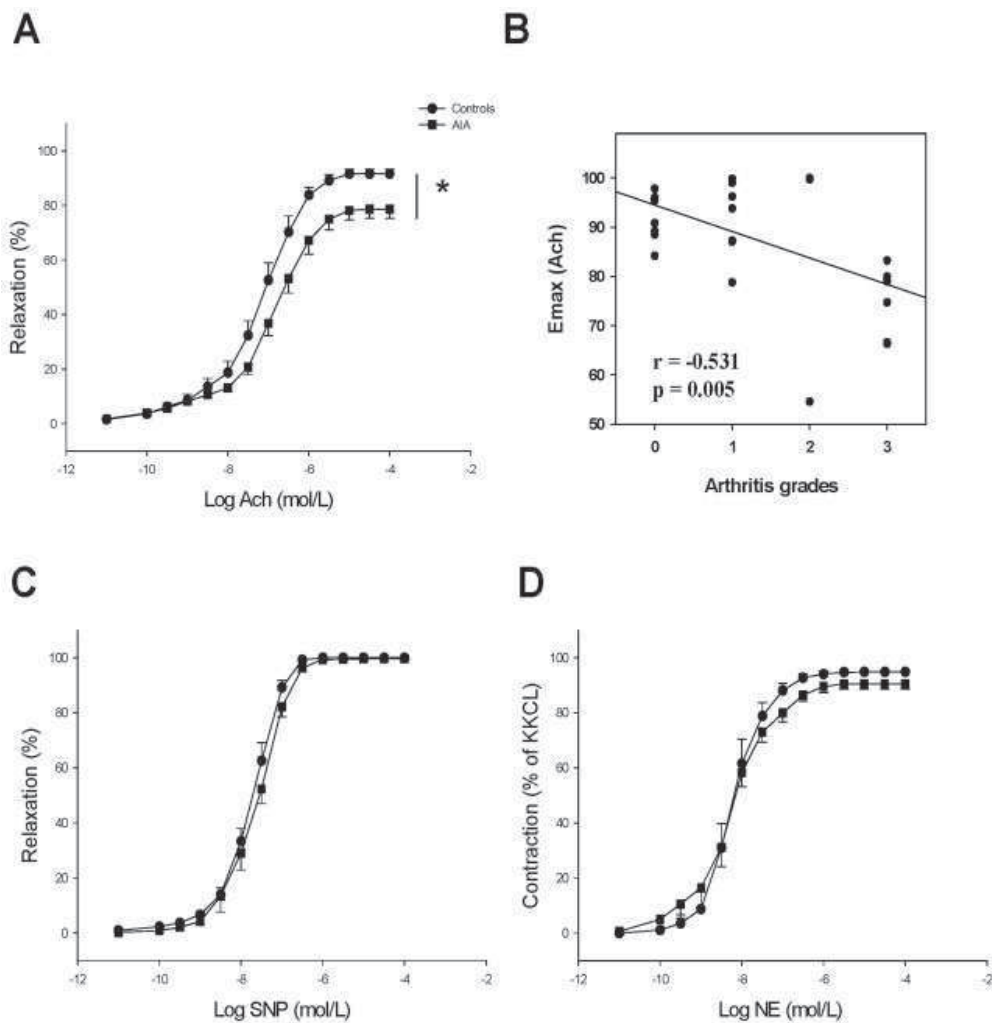 A
Controls
AIA
100
80
60
40
20
0
*
Relaxation (%)
-12 -10 -8 -6 -4 -2
Log Ach (mol/L)
B
100
90
80
70
60
50
Emax (Ach)
r = -0.531
p = 0.005
0 1 2 3
Arthritis grades
C
100
80
60
40
20
0
Relaxation (%)
-12 -10 -8 -6 -4 -2
Log SNP (mol/L)
D
100
80
60
40
20
0
Contraction (% of KKCL)
-12 -10 -8 -6 -4 -2
Log NE (mol/L)